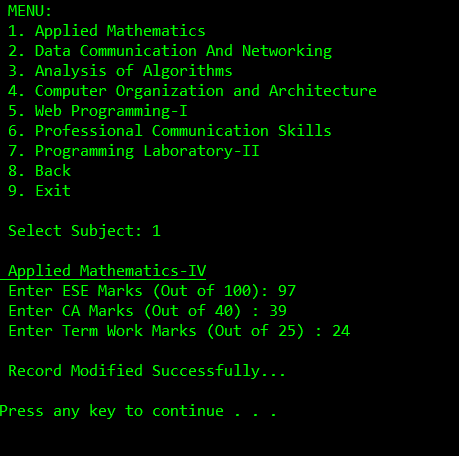 MENU:
1. Applied Mathematics
2. Data Communication And Networking
3. Analysis of Algorithms
4. Computer Organization and Architecture
5. Web Programming-I
6. Professional Communication Skills
7. Programming Laboratory-II
8. Back
9. Exit
Select Subject: 1
Applied Mathematics-IV
Enter ESE Marks (Out of 100): 97
Enter CA Marks (Out of 40) : 39
Enter Term Work Marks (Out of 25) : 24
Record Modified Successfully...
Press any key to continue . . .